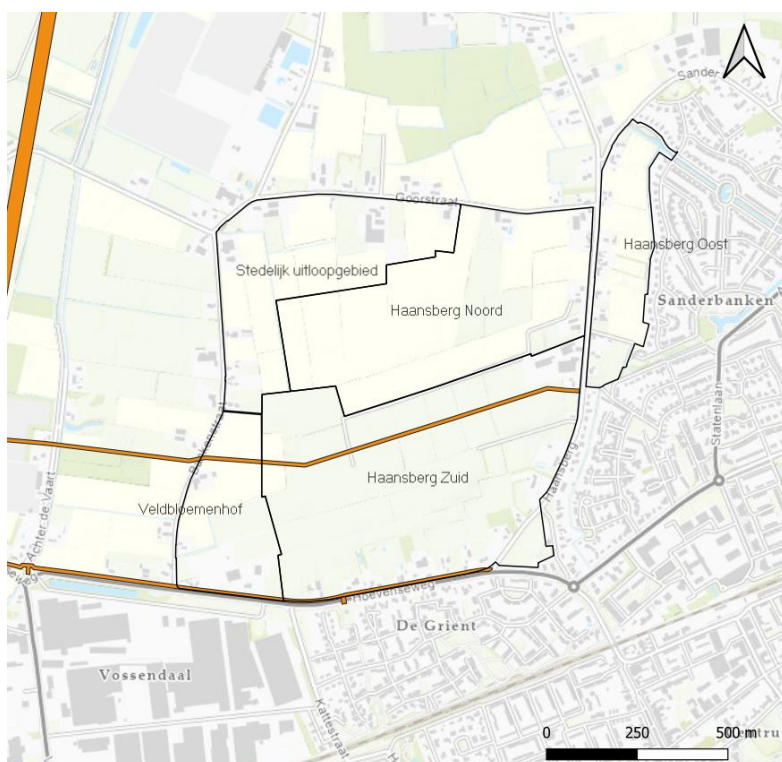 Sander
Goorstraat
Haansberg Oost
Stedelijk uitloopgebied
Sanderbanken
Haansberg Noord
Statenlaan
Haansberg
Haansberg Zuid
Veldbloemenhof
Achter de Vaart
Hoevenseweg
De Grient
Vossendaal
Kattestraat
0 250 500 m